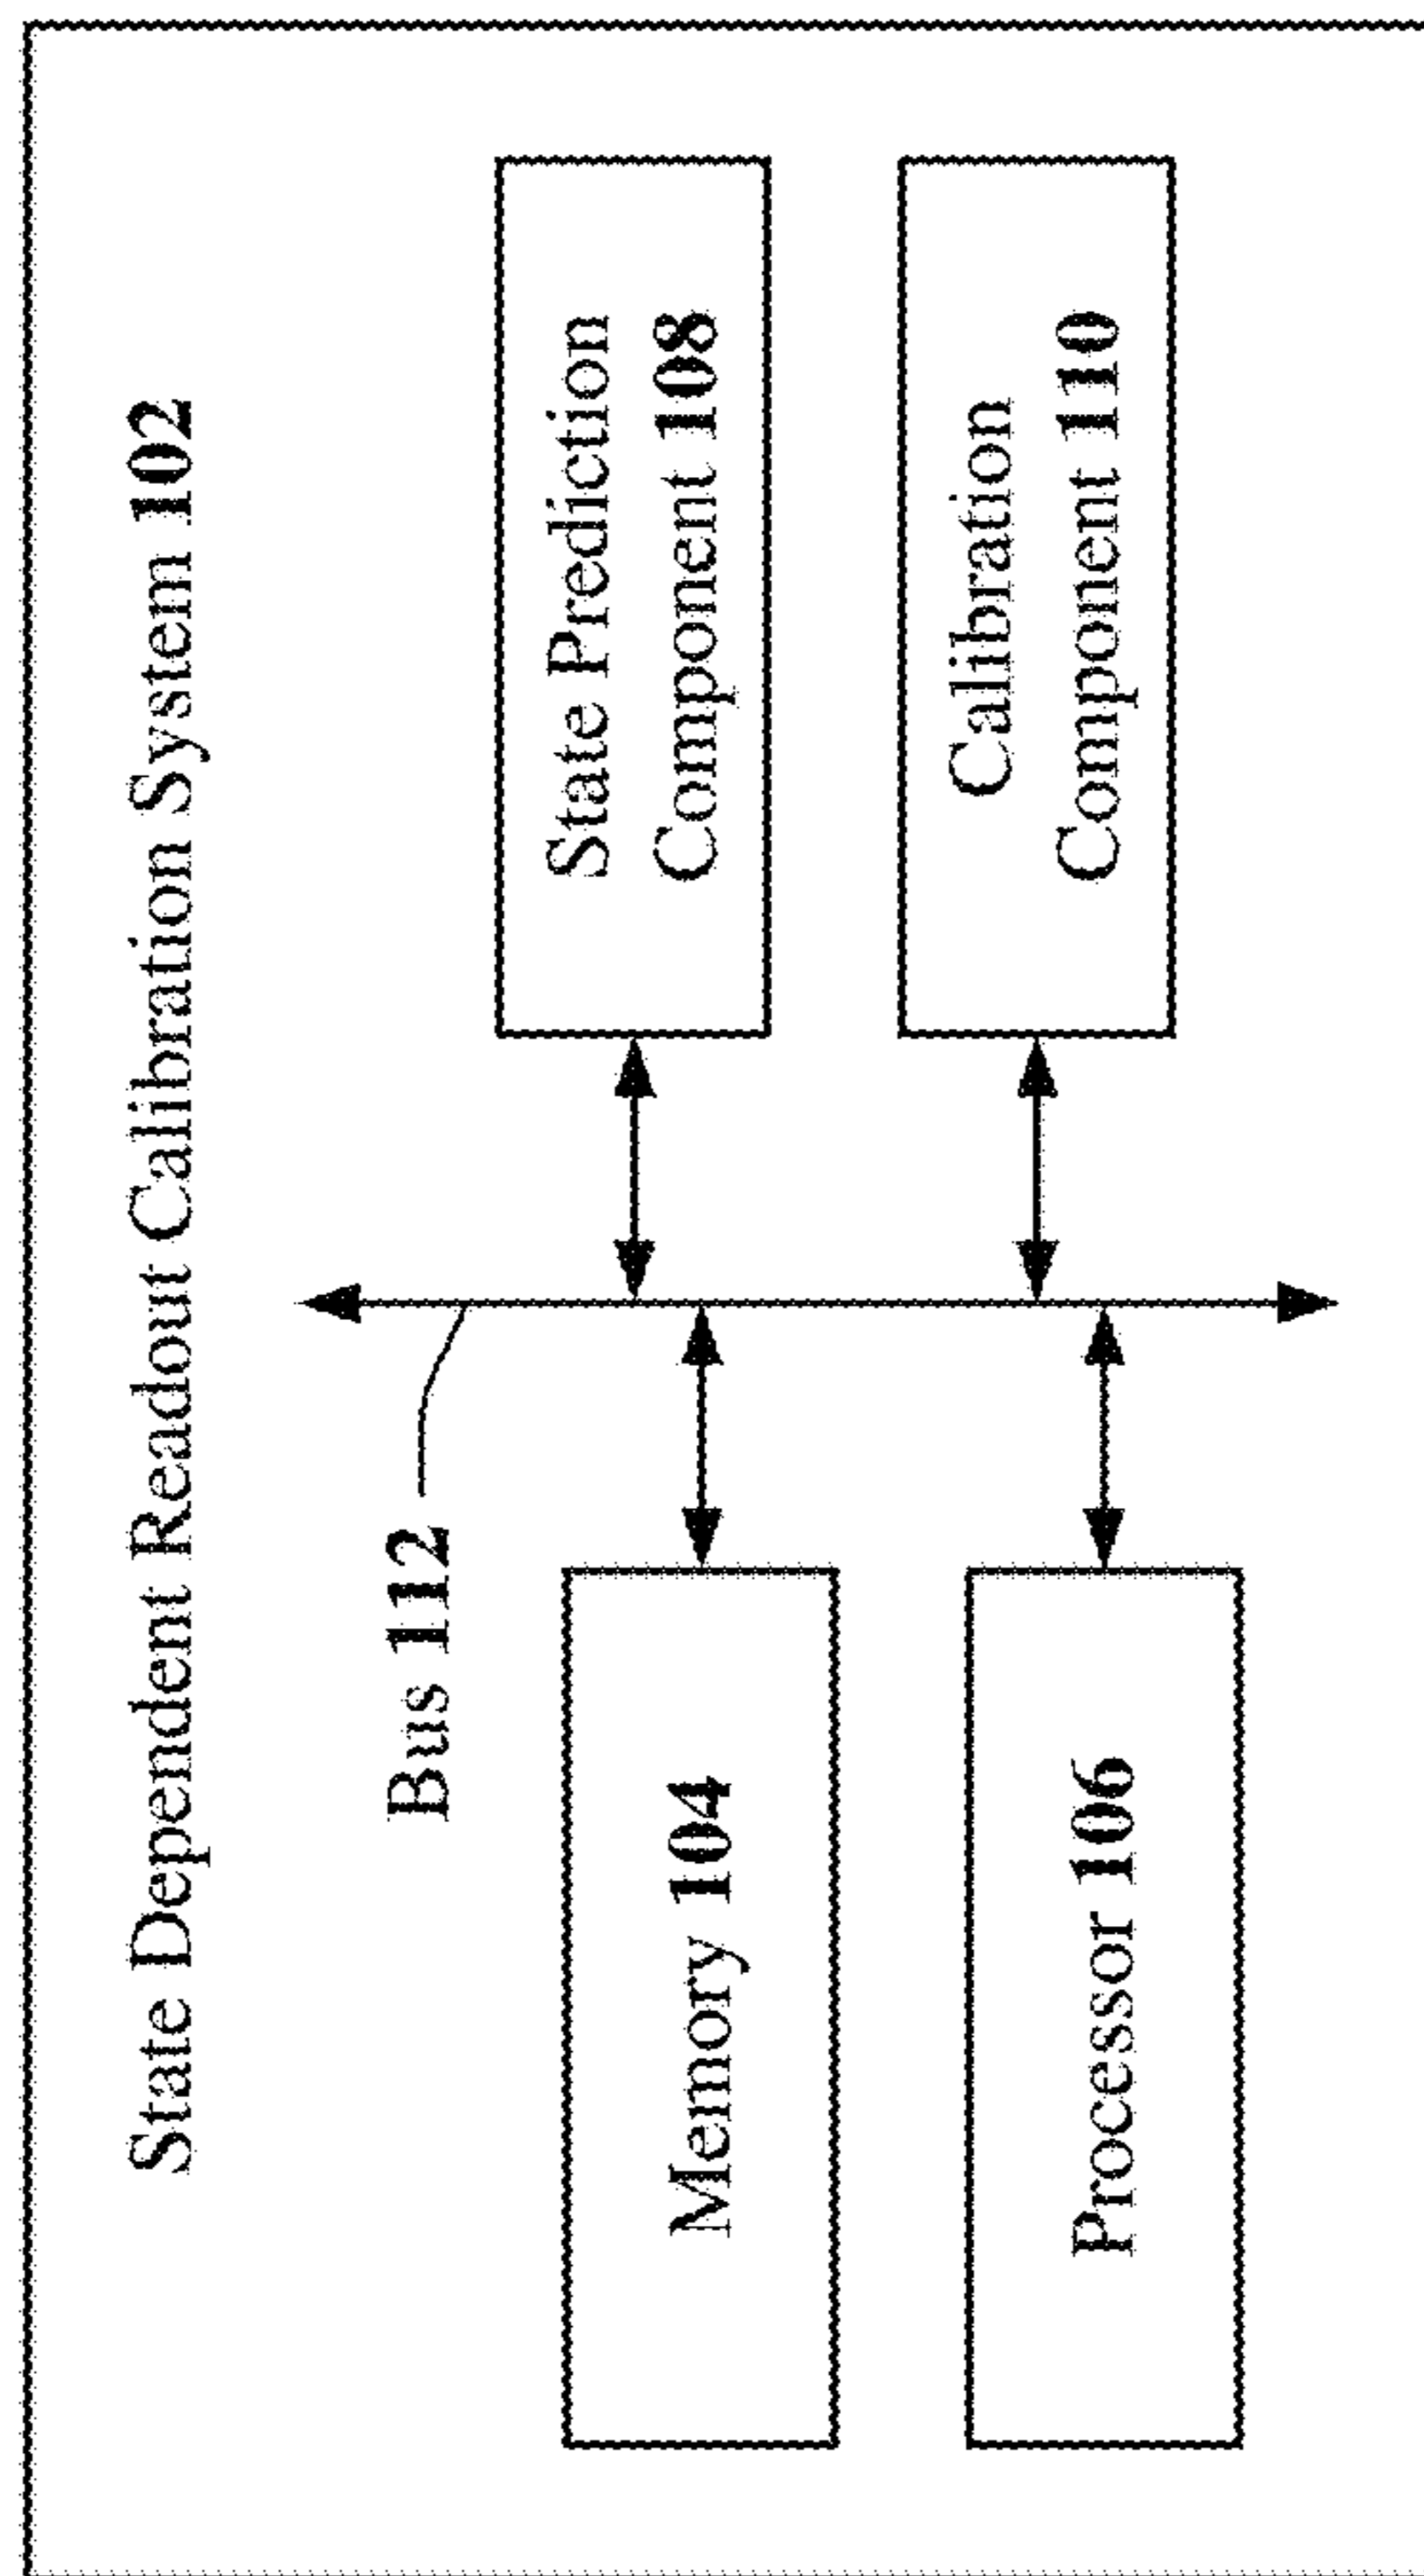 State Dependent Readout Calibration System 102
Bus 112
Memory 104
State Prediction
Component 108
Processor 106
Calibration
Component 110